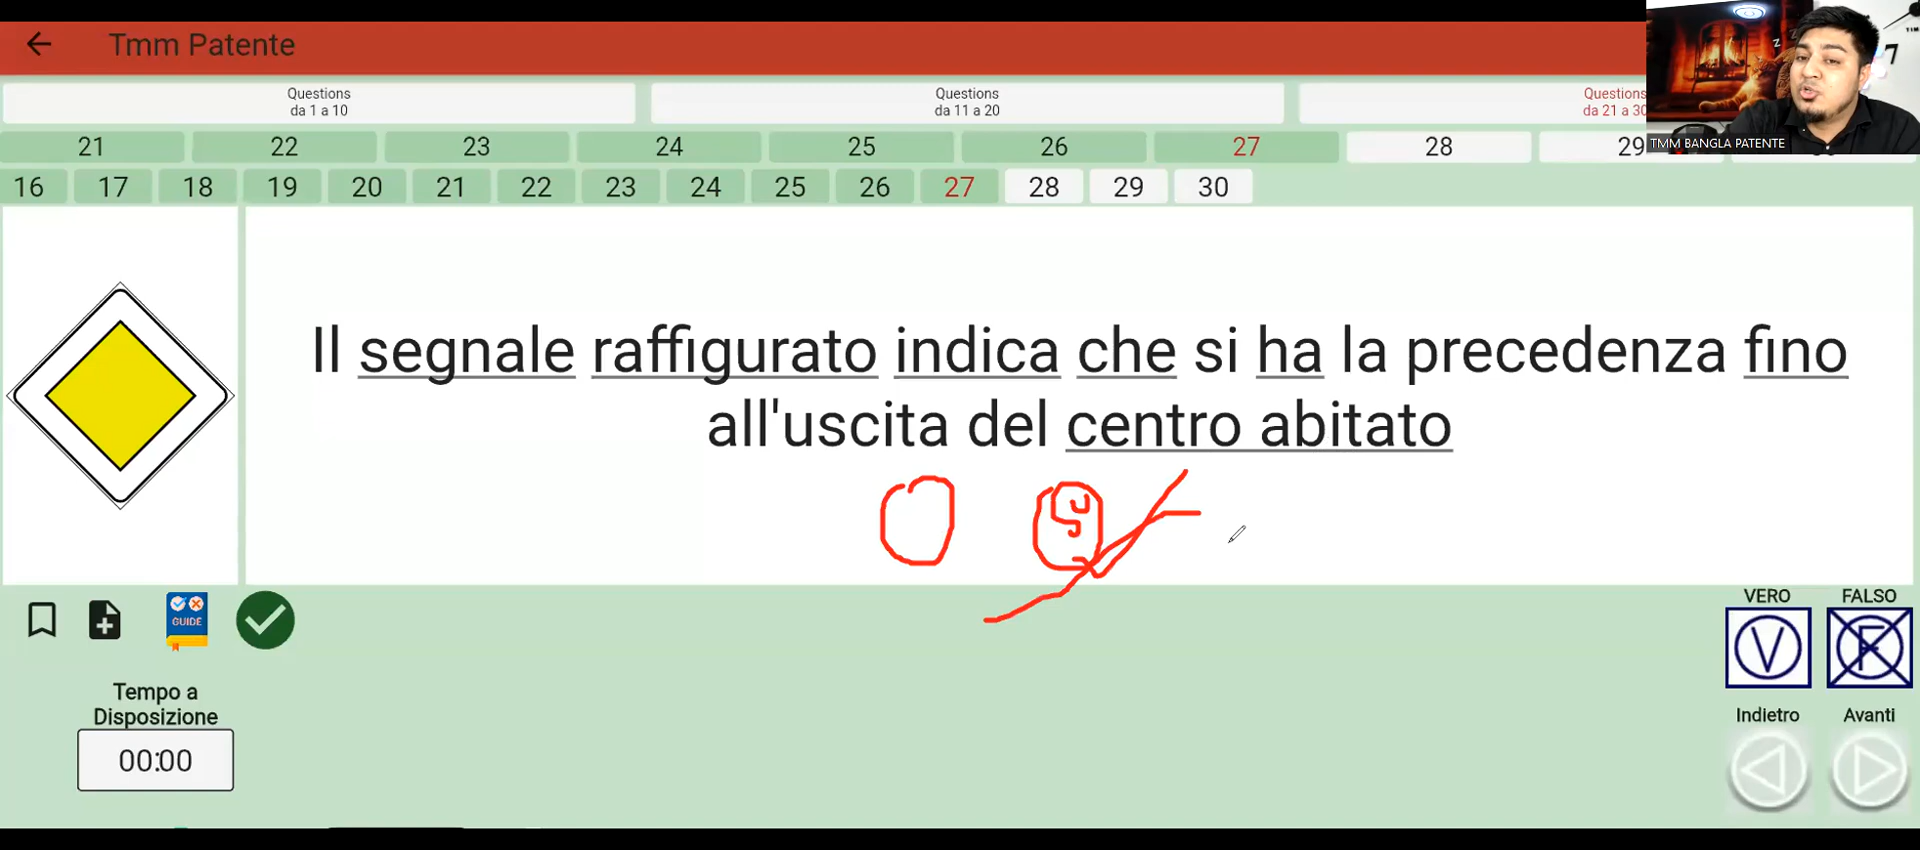 Tmm Patente
Questions
da 1 a 10
Questions
da 11 a 20
Questions
da 21 a 30
7
TMM BANGLA PATENTE
21 22 23 24 25 26 27 28 29
16 17 18 19 20 21 22 23 24 25 26 27 28 29 30
Il segnale raffigurato indica che si ha la precedenza fino
all'uscita del centro abitato
GUIDE
VERO FALSO
V F
Tempo a
Disposizione
00:00
Indietro Avanti